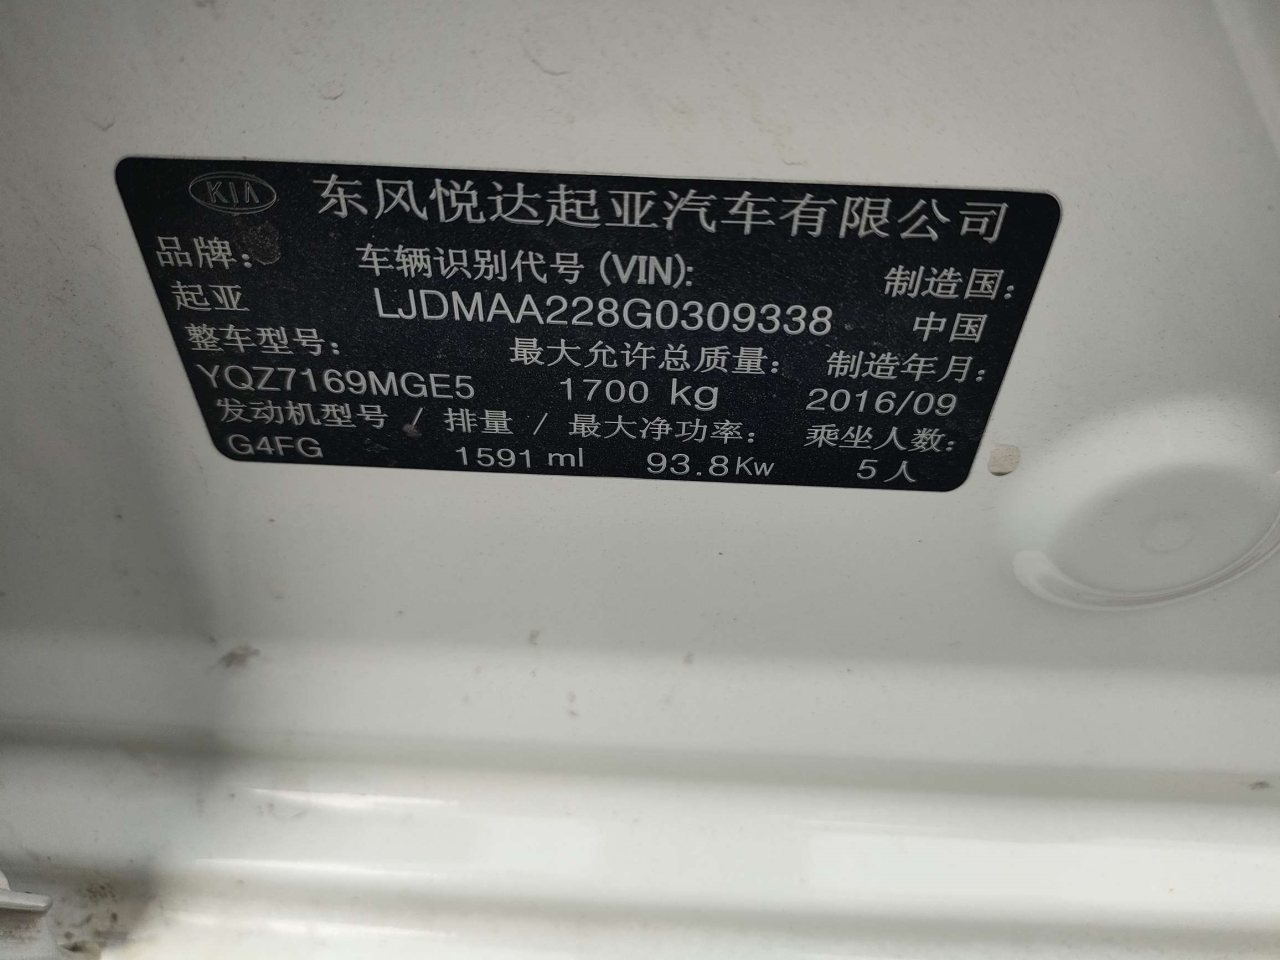 KIA 东风悦达起亚汽车有限公司
品牌: 车辆识别代号 (VIN): 制造国:
起亚 LJDMAA228G0309338 中国
整车型号: 最大允许总质量: 制造年月:
YQZ7169MGE5 1700 kg 2016/09
发动机型号 / 排量 / 最大净功率: 乘坐人数:
G4FG 1591 ml 93.8Kw 5人